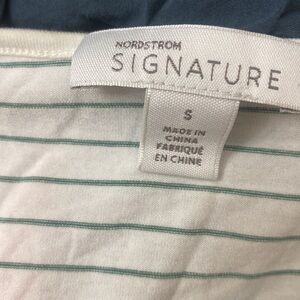 NORDSTROM
SIGNATURE
S
MADE IN
CHINA
FABRIQUÉ
EN CHINE